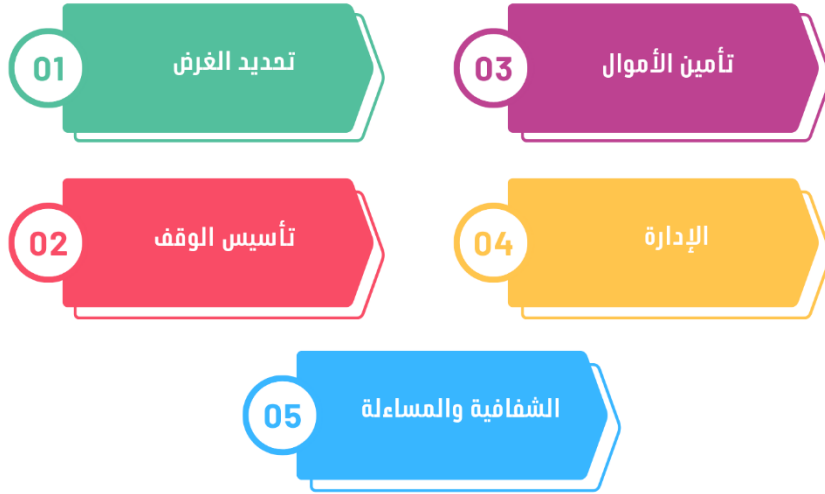 01
تحديد الغرض
02
تأسيس الوقف
03
تأمين الأموال
04
الإدارة
05
الشفافية والمساءلة